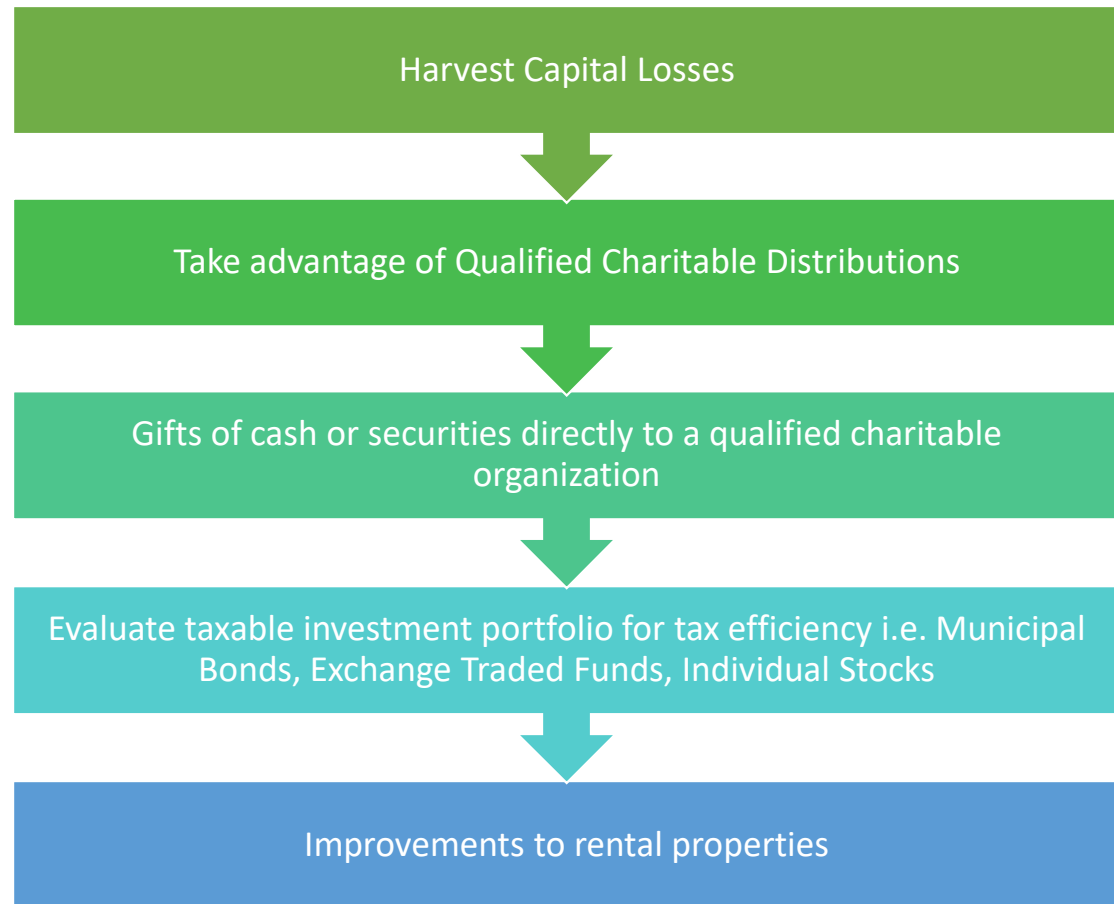 Harvest Capital Losses
Take advantage of Qualified Charitable Distributions
Gifts of cash or securities directly to a qualified charitable
organization
Evaluate taxable investment portfolio for tax efficiency i.e. Municipal
Bonds, Exchange Traded Funds, Individual Stocks
Improvements to rental properties